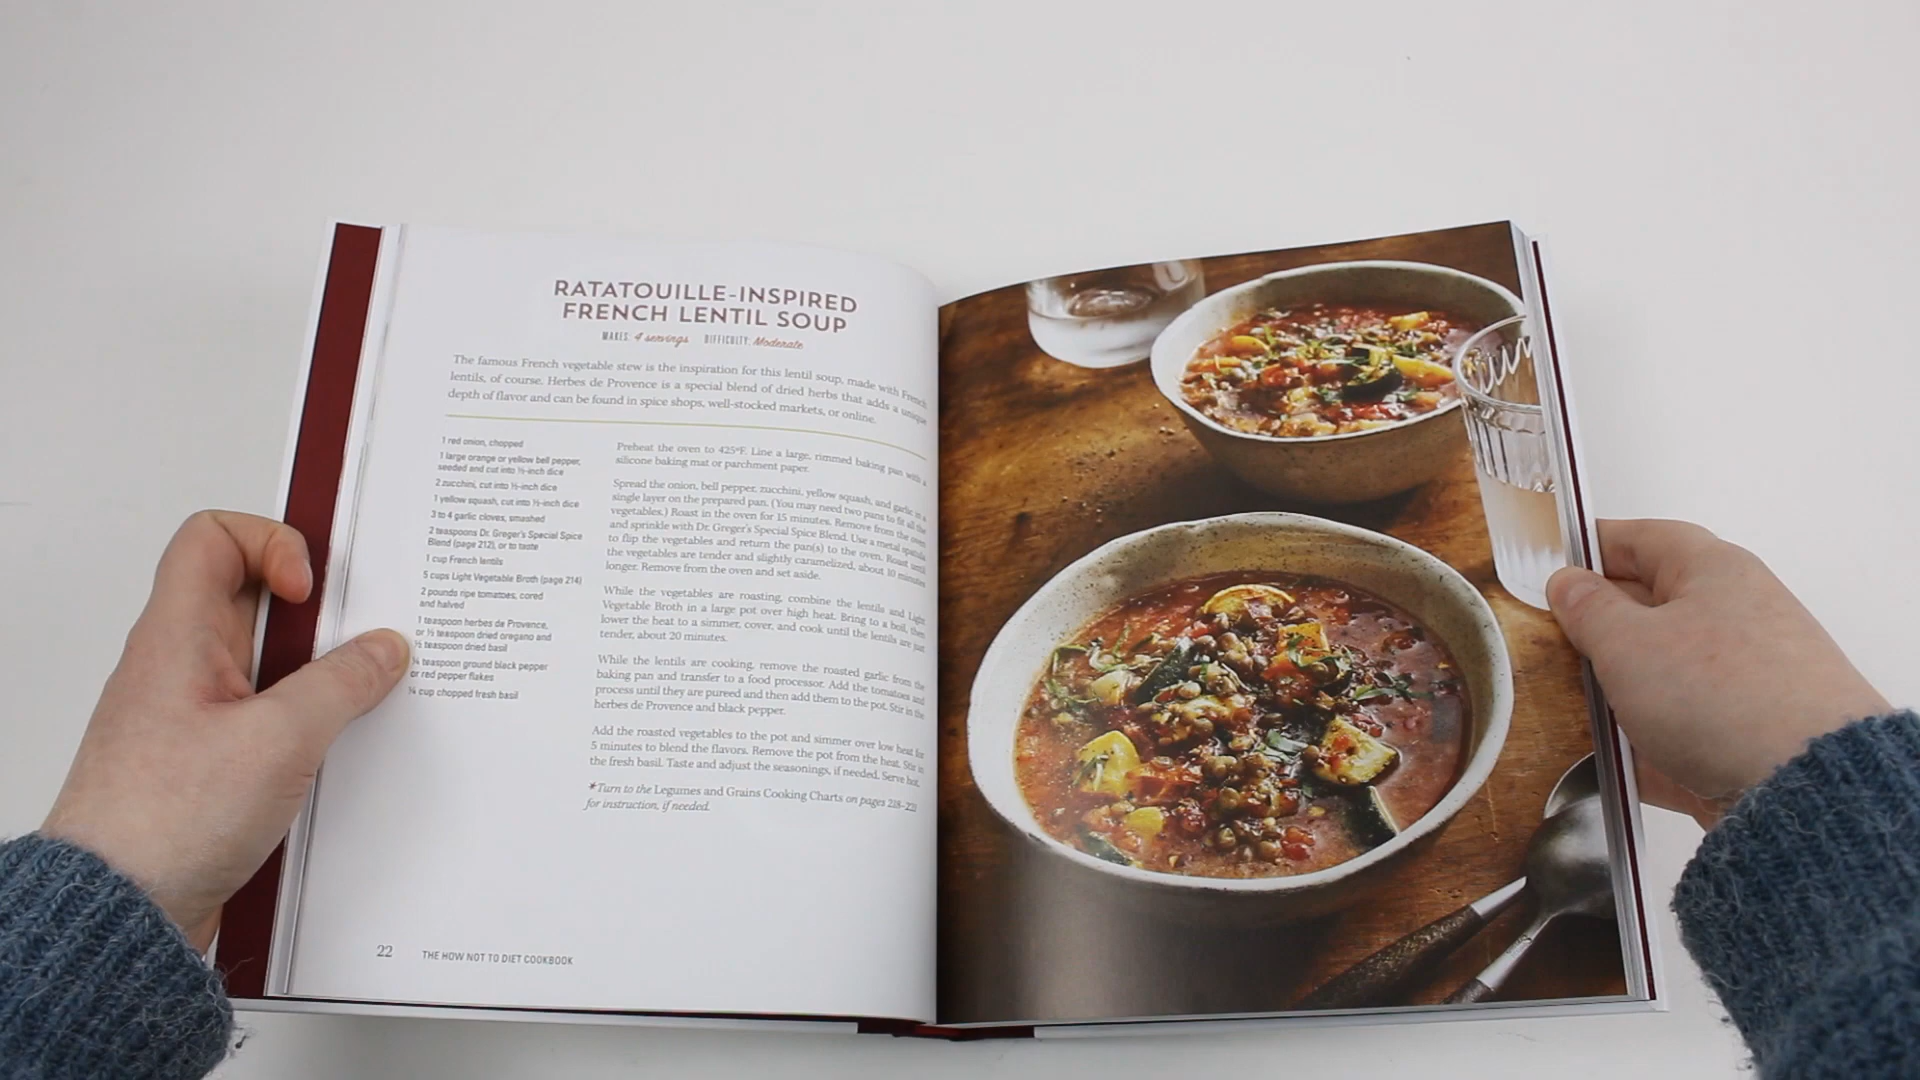 RATATOUILLE-INSPIRED
FRENCH LENTIL SOUP
MAKES: 4 servings DIFFICULTY: Moderate
The famous French vegetable stew is the inspiration for this lentil soup, made with French
lentils, of course. Herbes de Provence is a special blend of dried herbs that adds a unique
depth of flavor and can be found in spice shops, well-stocked markets, or online.
1 red onion, chopped
1 large orange or yellow bell pepper,
seeded and cut into ½-inch dice
2 zucchini, cut into ½-inch dice
1 yellow squash, cut into ½-inch dice
3 to 4 garlic cloves, smashed
2 teaspoons Dr. Greger's Special Spice
Blend (page 212), or to taste
1 cup French lentils
5 cups Light Vegetable Broth (page 214)
2 pounds ripe tomatoes, cored
and halved
1 teaspoon herbes de Provence,
or ½ teaspoon dried oregano and
½ teaspoon dried basil
¼ teaspoon ground black pepper
or red pepper flakes
¼ cup chopped fresh basil
Preheat the oven to 425°F. Line a large, rimmed baking pan with a
silicone baking mat or parchment paper.
Spread the onion, bell pepper, zucchini, yellow squash, and garlic in a
single layer on the prepared pan. (You may need two pans to fit all the
vegetables.) Roast in the oven for 15 minutes. Remove from the oven
and sprinkle with Dr. Greger's Special Spice Blend. Use a metal spatula
to flip the vegetables and return the pan(s) to the oven. Roast until
the vegetables are tender and slightly caramelized, about 10 minutes
longer. Remove from the oven and set aside.
While the vegetables are roasting, combine the lentils and Light
Vegetable Broth in a large pot over high heat. Bring to a boil, then
lower the heat to a simmer, cover, and cook until the lentils are just
tender, about 20 minutes.
While the lentils are cooking, remove the roasted garlic from the
baking pan and transfer to a food processor. Add the tomatoes and
process until they are pureed and then add them to the pot. Stir in the
herbes de Provence and black pepper.
Add the roasted vegetables to the pot and simmer over low heat for
5 minutes to blend the flavors. Remove the pot from the heat. Stir in
the fresh basil. Taste and adjust the seasonings, if needed. Serve hot.
*Turn to the Legumes and Grains Cooking Charts on pages 218–221
for instruction, if needed.
22 THE HOW NOT TO DIET COOKBOOK